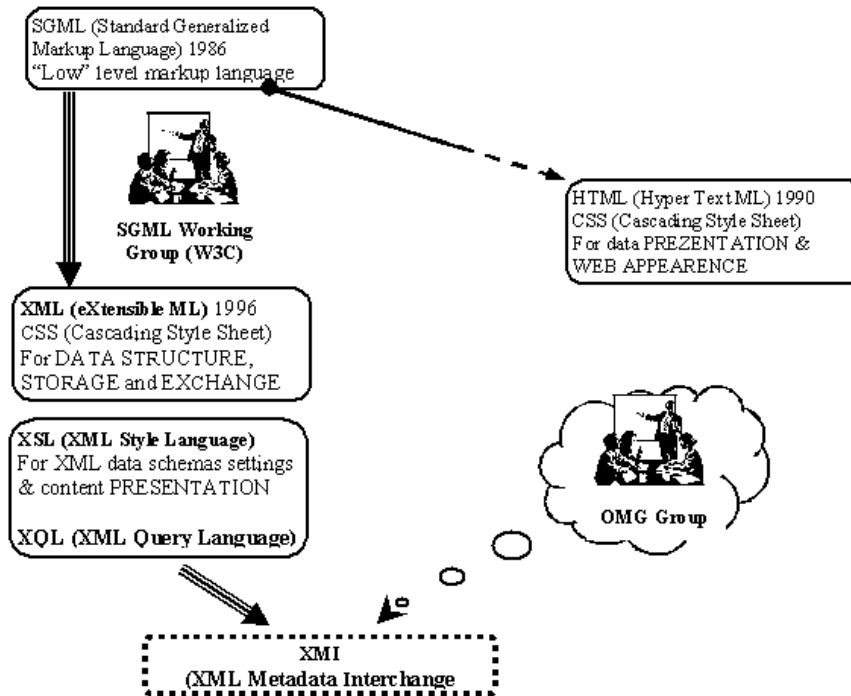 SGML (Standard Generalized
Markup Language) 1986
“Low” level markup language
SGML Working
Group (W3C)
HTML (Hyper Text ML) 1990
CSS (Cascading Style Sheet)
For data PREZENTATION &
WEB APPEARENCE
XML (eXtensible ML) 1996
CSS (Cascading Style Sheet)
For DATA STRUCTURE,
STORAGE and EXCHANGE
XSL (XML Style Language)
For XML data schemas settings
& content PRESENTATION
XQL (XML Query Language)
OMG Group
XMI
(XML Metadata Interchange